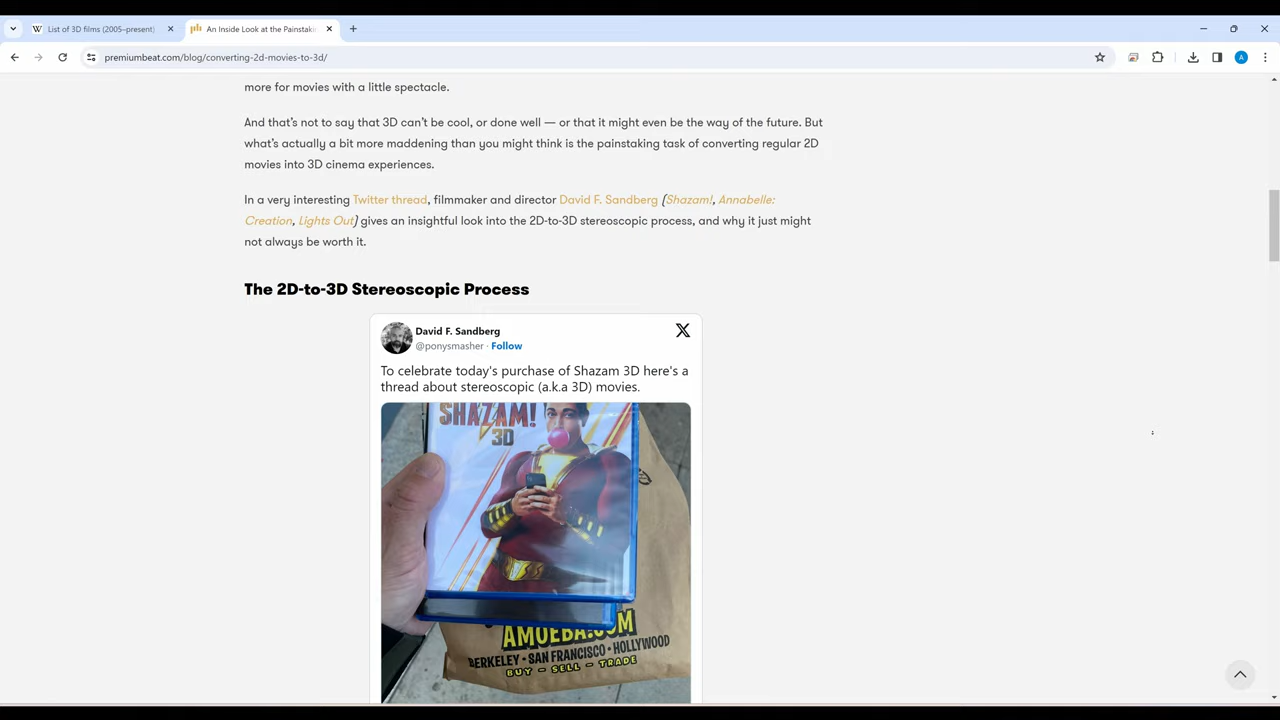 List of 3D films (2005–present)
An Inside Look at the Painstaki
premiumbeat.com/blog/converting-2d-movies-to-3d/
A
more for movies with a little spectacle.
And that's not to say that 3D can't be cool, or done well — or that it might even be the way of the future. But
what's actually a bit more maddening than you might think is the painstaking task of converting regular 2D
movies into 3D cinema experiences.
In a very interesting Twitter thread, filmmaker and director David F. Sandberg (Shazam!, Annabelle:
Creation, Lights Out) gives an insightful look into the 2D-to-3D stereoscopic process, and why it just might
not always be worth it.
The 2D-to-3D Stereoscopic Process
David F. Sandberg
@ponysmasher · Follow
To celebrate today's purchase of Shazam 3D here's a
thread about stereoscopic (a.k.a 3D) movies.
SHAZAM!
3D
AMOEBA.COM
BERKELEY • SAN FRANCISCO • HOLLYWOOD
BUY – SELL – TRADE